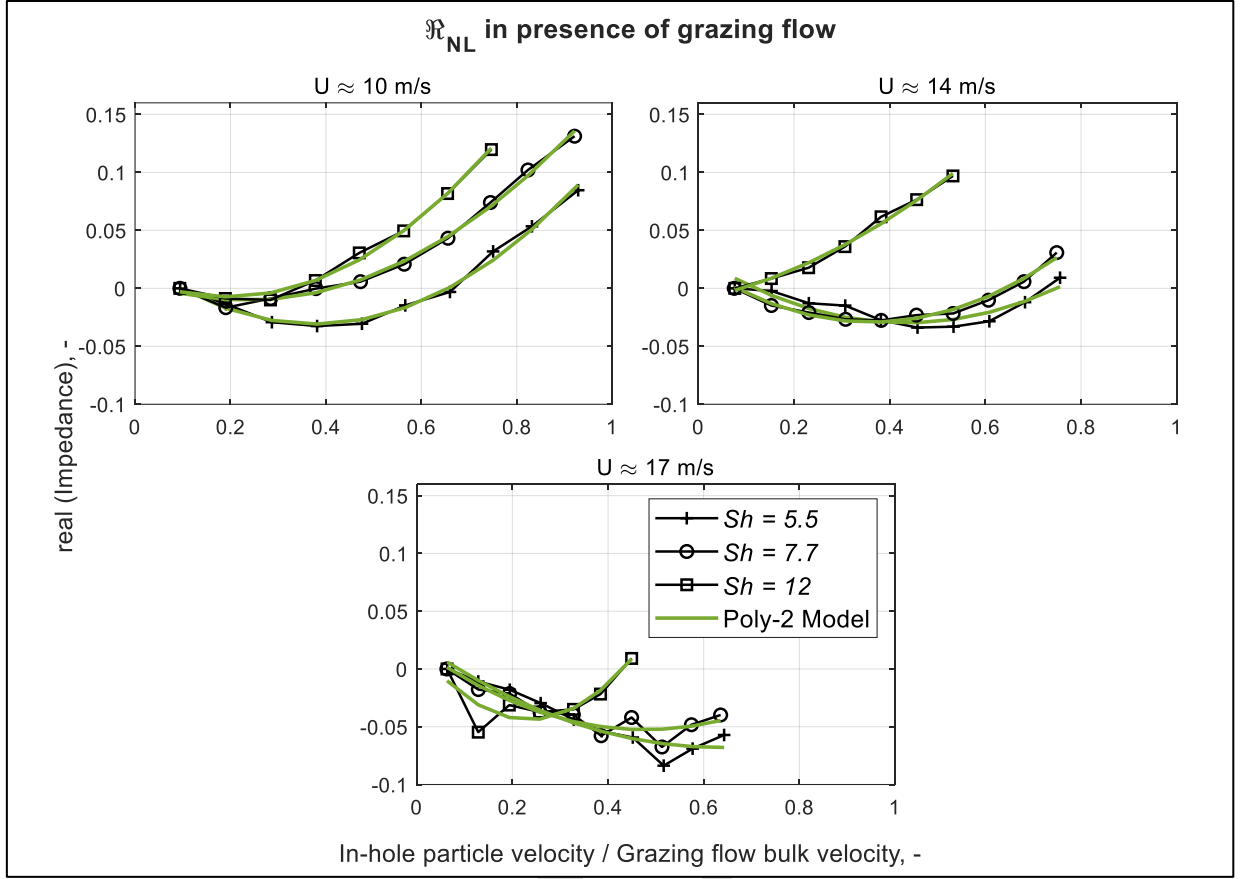 ℜNL in presence of grazing flow
U ≈ 10 m/s
0.15
0.1
0.05
0
-0.05
-0.1
0 0.2 0.4 0.6 0.8 1
U ≈ 14 m/s
0.15
0.1
0.05
0
-0.05
-0.1
0 0.2 0.4 0.6 0.8 1
real (Impedance), -
U ≈ 17 m/s
0.15
0.1
0.05
0
-0.05
-0.1
0 0.2 0.4 0.6 0.8 1
Sh = 5.5
Sh = 7.7
Sh = 12
Poly-2 Model
In-hole particle velocity / Grazing flow bulk velocity, -